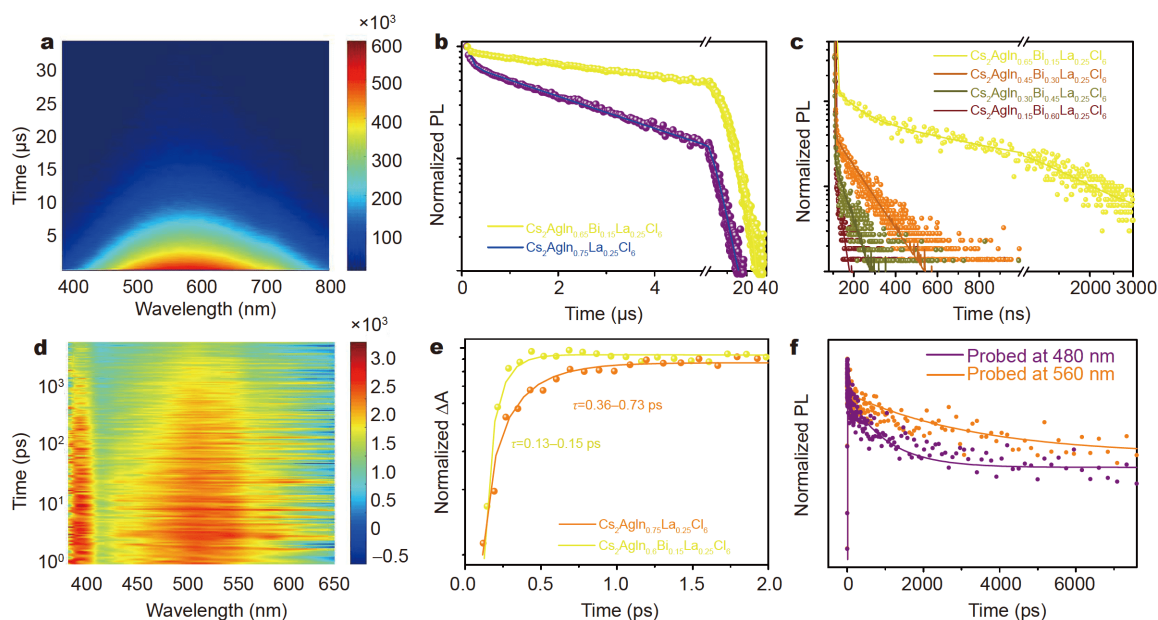 a
×10³
600
500
400
300
200
100
30
25
20
15
10
5
Time (µs)
400 500 600 700 800
Wavelength (nm)
b
Normalized PL
Cs₂AgIn₀.₆₅Bi₀.₁₅La₀.₂₅Cl₆
Cs₂AgIn₀.₇₅La₀.₂₅Cl₆
0 2 4 20 40
Time (µs)
c
Normalized PL
Cs₂AgIn₀.₆₅Bi₀.₁₅La₀.₂₅Cl₆
Cs₂AgIn₀.₄₅Bi₀.₃₀La₀.₂₅Cl₆
Cs₂AgIn₀.₃₀Bi₀.₄₅La₀.₂₅Cl₆
Cs₂AgIn₀.₁₅Bi₀.₆₀La₀.₂₅Cl₆
200 400 600 800 2000 3000
Time (ns)
d
×10³
3.0
2.5
2.0
1.5
1.0
0.5
0
−0.5
10³
10²
10¹
10⁰
Time (ps)
400 450 500 550 600 650
Wavelength (nm)
e
Normalized ΔA
τ=0.36–0.73 ps
τ=0.13–0.15 ps
Cs₂AgIn₀.₇₅La₀.₂₅Cl₆
Cs₂AgIn₀.₆Bi₀.₁₅La₀.₂₅Cl₆
0.0 0.5 1.0 1.5 2.0
Time (ps)
f
Normalized PL
Probed at 480 nm
Probed at 560 nm
0 2000 4000 6000
Time (ps)